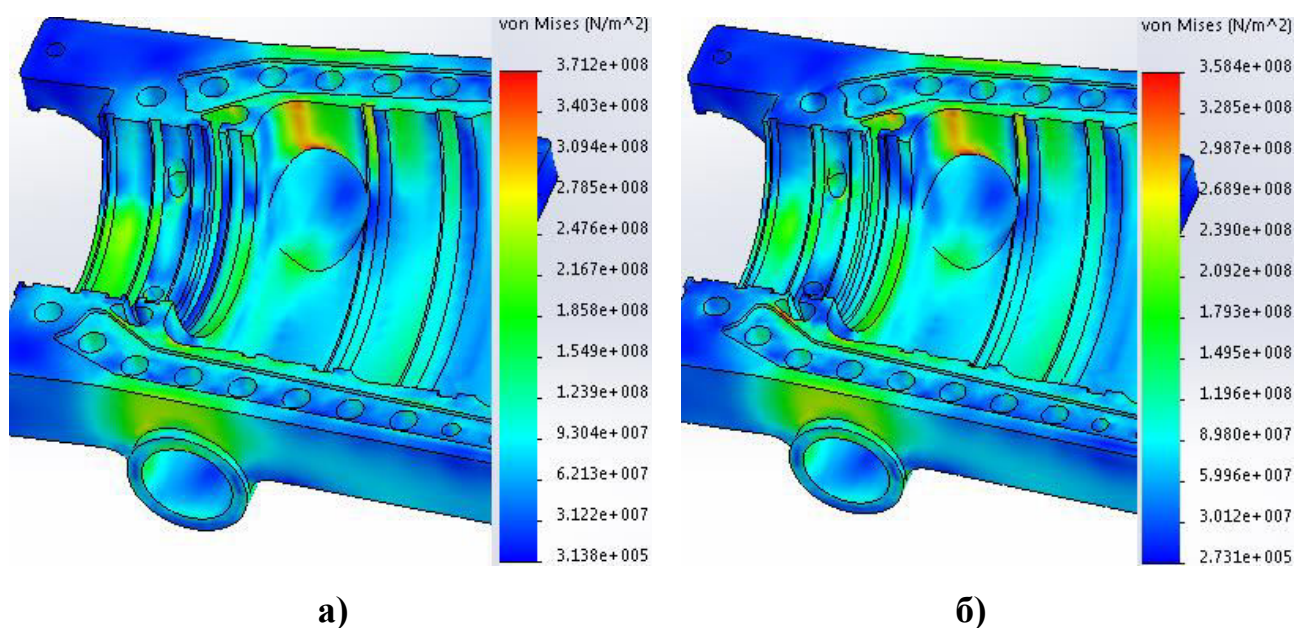 von Mises (N/m^2)
3.712e+008
3.403e+008
3.094e+008
2.785e+008
2.476e+008
2.167e+008
1.858e+008
1.549e+008
1.239e+008
9.304e+007
6.213e+007
3.122e+007
3.138e+005
von Mises (N/m^2)
3.584e+008
3.285e+008
2.987e+008
2.689e+008
2.390e+008
2.092e+008
1.793e+008
1.495e+008
1.196e+008
8.980e+007
5.996e+007
3.012e+007
2.731e+005
а)
б)